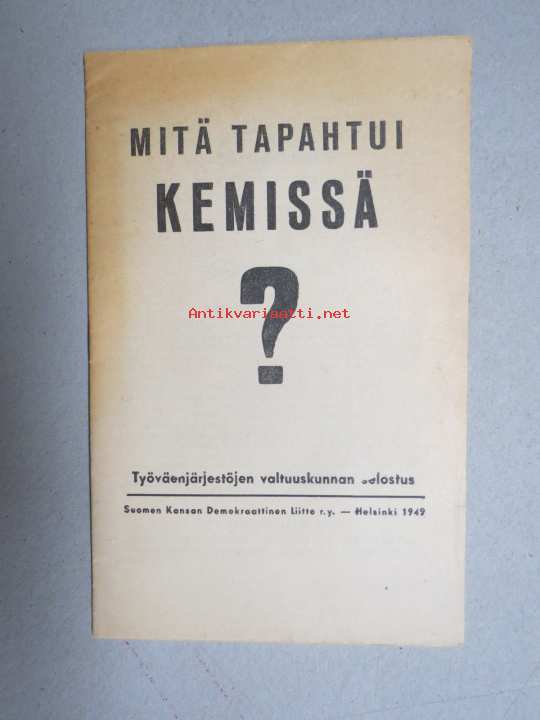 MITÄ TAPAHTUI
KEMISSÄ
?
Antikvariaatti.net
Työväenjärjestöjen valtuuskunnan selostus
Suomen Kansan Demokraattinen Liitto r.y. — Helsinki 1949